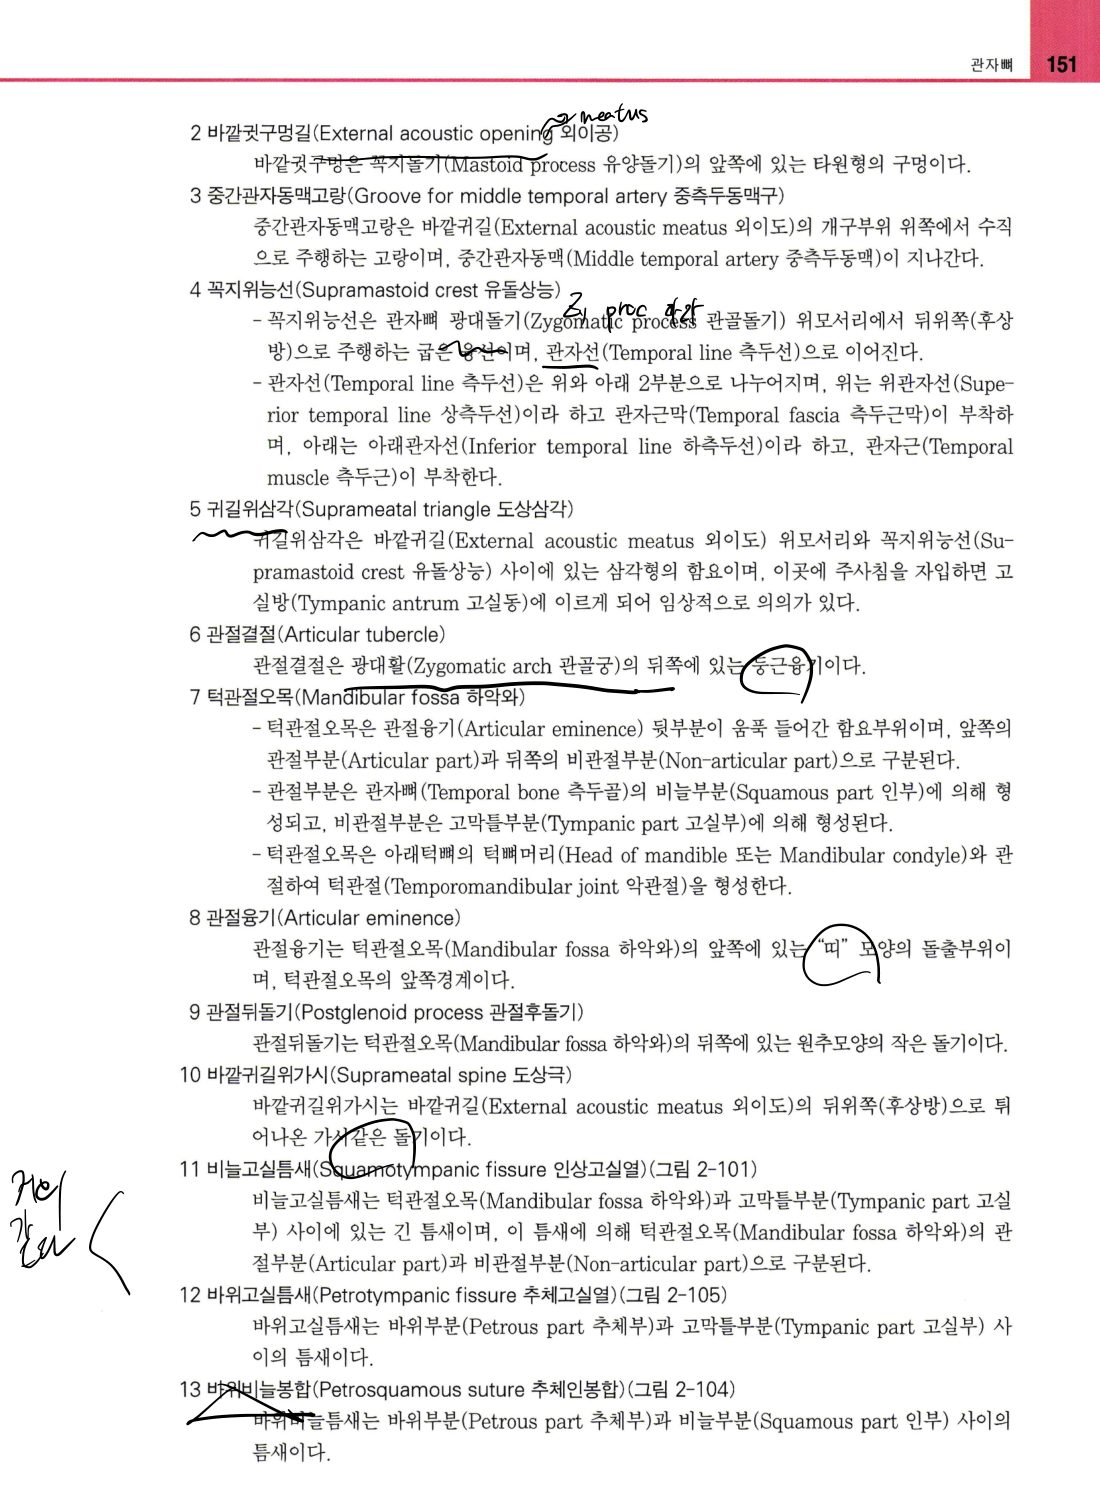 관자뼈 151
meatus
2 바깥귓구멍길(External acoustic opening 외이공)
바깥귓구멍은 꼭지돌기(Mastoid process 유양돌기)의 앞쪽에 있는 타원형의 구멍이다.
3 중간관자동맥고랑(Groove for middle temporal artery 중측두동맥구)
중간관자동맥고랑은 바깥귀길(External acoustic meatus 외이도)의 개구부위 위쪽에서 수직
으로 주행하는 고랑이며, 중간관자동맥(Middle temporal artery 중측두동맥)이 지나간다.
4 꼭지위능선(Supramastoid crest 유돌상능)
proc
- 꼭지위능선은 관자뼈 광대돌기(Zygomatic process 관골돌기) 위모서리에서 뒤위쪽(후상
방)으로 주행하는 굽은 융선이며, 관자선(Temporal line 측두선)으로 이어진다.
- 관자선(Temporal line 측두선)은 위와 아래 2부분으로 나누어지며, 위는 위관자선(Supe-
rior temporal line 상측두선)이라 하고 관자근막(Temporal fascia 측두근막)이 부착하
며, 아래는 아래관자선(Inferior temporal line 하측두선)이라 하고, 관자근(Temporal
muscle 측두근)이 부착한다.
5 귀길위삼각(Suprameatal triangle 도상삼각)
귀길위삼각은 바깥귀길(External acoustic meatus 외이도) 위모서리와 꼭지위능선(Su-
pramastoid crest 유돌상능) 사이에 있는 삼각형의 함요이며, 이곳에 주사침을 자입하면 고
실방(Tympanic antrum 고실동)에 이르게 되어 임상적으로 의의가 있다.
6 관절결절(Articular tubercle)
관절결절은 광대활(Zygomatic arch 관골궁)의 뒤쪽에 있는 둥근융기이다.
7 턱관절오목(Mandibular fossa 하악와)
- 턱관절오목은 관절융기(Articular eminence) 뒷부분이 움푹 들어간 함요부위이며, 앞쪽의
관절부분(Articular part)과 뒤쪽의 비관절부분(Non-articular part)으로 구분된다.
- 관절부분은 관자뼈(Temporal bone 측두골)의 비늘부분(Squamous part 인부)에 의해 형
성되고, 비관절부분은 고막틀부분(Tympanic part 고실부)에 의해 형성된다.
- 턱관절오목은 아래턱뼈의 턱뼈머리(Head of mandible 또는 Mandibular condyle)와 관
절하여 턱관절(Temporomandibular joint 악관절)을 형성한다.
8 관절융기(Articular eminence)
관절융기는 턱관절오목(Mandibular fossa 하악와)의 앞쪽에 있는 “띠” 모양의 돌출부위이
며, 턱관절오목의 앞쪽경계이다.
9 관절뒤돌기(Postglenoid process 관절후돌기)
관절뒤돌기는 턱관절오목(Mandibular fossa 하악와)의 뒤쪽에 있는 원추모양의 작은 돌기이다.
10 바깥귀길위가시(Suprameatal spine 도상극)
바깥귀길위가시는 바깥귀길(External acoustic meatus 외이도)의 뒤위쪽(후상방)으로 튀
어나온 가시같은 돌기이다.
11 비늘고실틈새(Squamotympanic fissure 인상고실열)(그림 2-101)
비늘고실틈새는 턱관절오목(Mandibular fossa 하악와)과 고막틀부분(Tympanic part 고실
부) 사이에 있는 긴 틈새이며, 이 틈새에 의해 턱관절오목(Mandibular fossa 하악와)의 관
절부분(Articular part)과 비관절부분(Non-articular part)으로 구분된다.
12 바위고실틈새(Petrotympanic fissure 추체고실열)(그림 2-105)
바위고실틈새는 바위부분(Petrous part 추체부)과 고막틀부분(Tympanic part 고실부) 사
이의 틈새이다.
13 바위비늘봉합(Petrosquamous suture 추체인봉합)(그림 2-104)
바위비늘틈새는 바위부분(Petrous part 추체부)과 비늘부분(Squamous part 인부) 사이의
틈새이다.